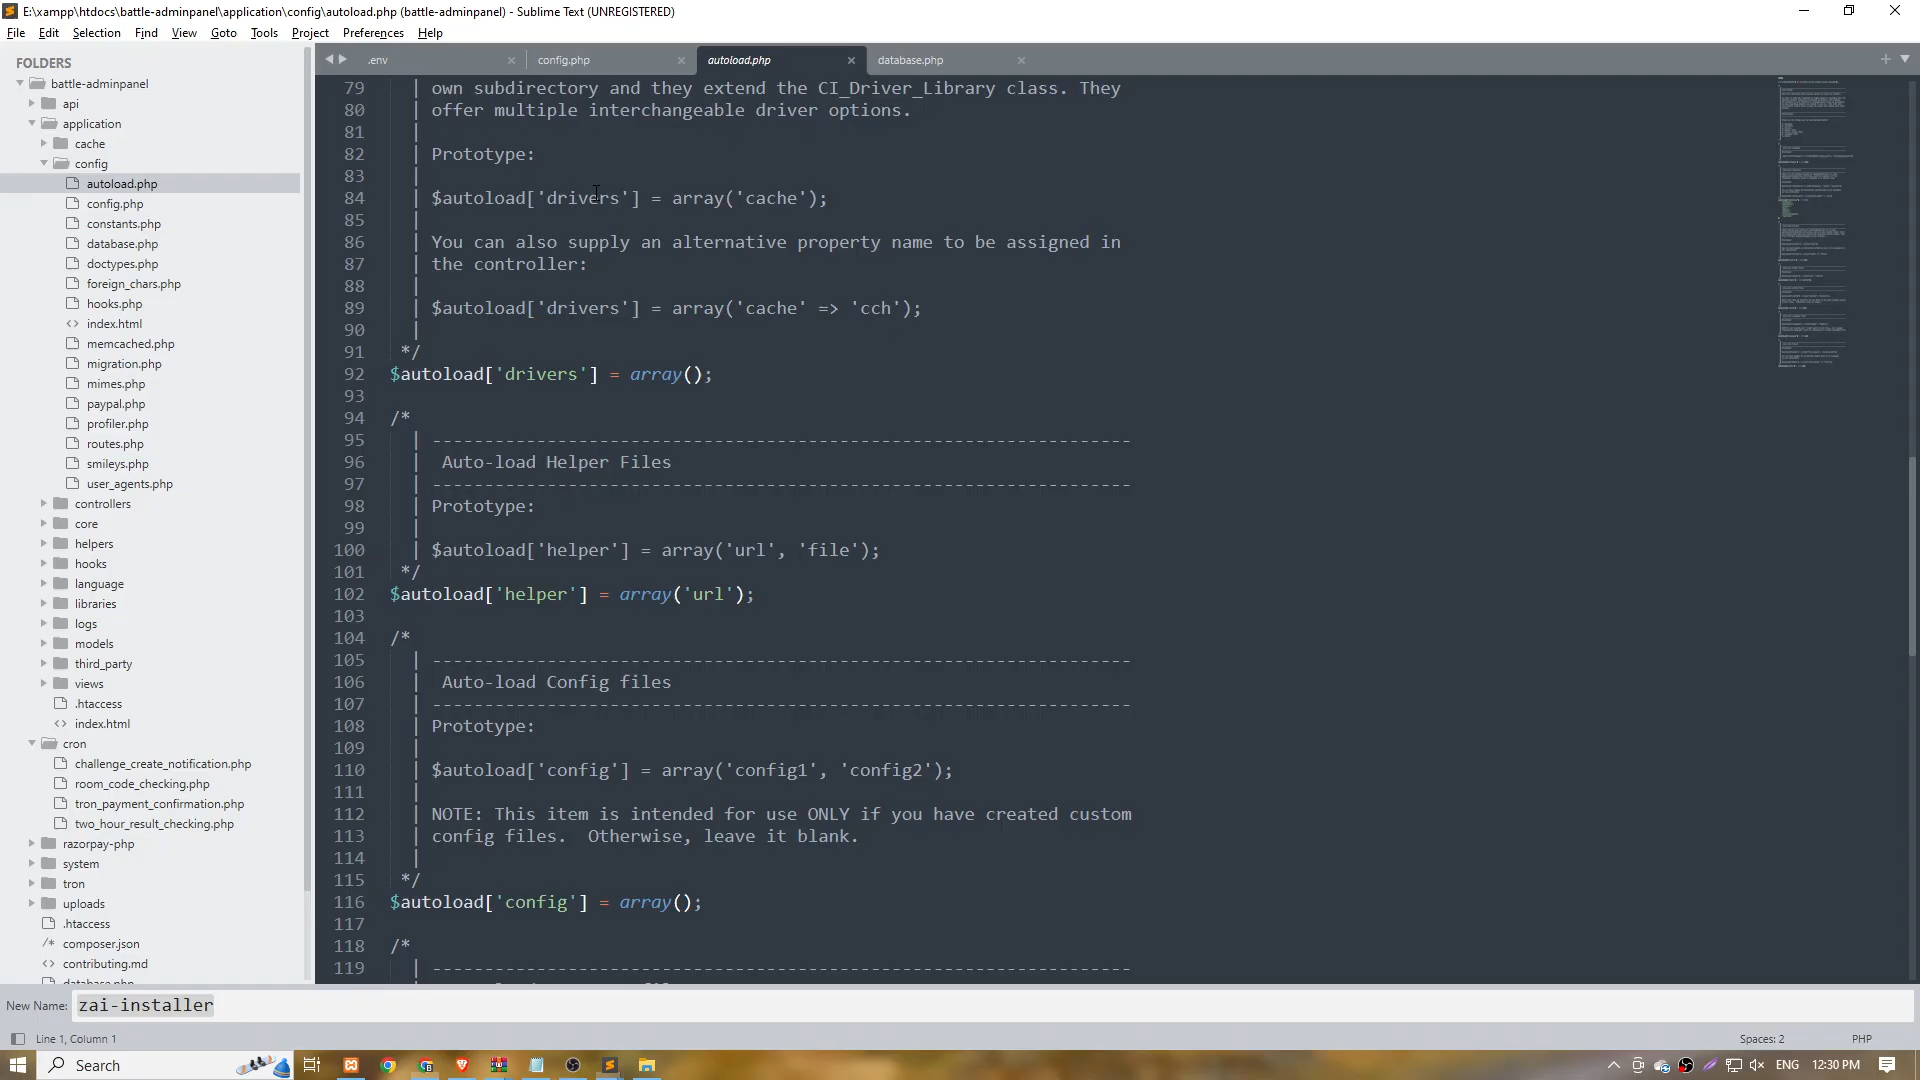 E:\xampp\htdocs\battle-adminpanel\application\config\autoload.php (battle-adminpanel) - Sublime Text (UNREGISTERED)
File Edit Selection Find View Goto Tools Project Preferences Help
FOLDERS
battle-adminpanel
api
application
cache
config
autoload.php
config.php
constants.php
database.php
doctypes.php
foreign_chars.php
hooks.php
<> index.html
memcached.php
migration.php
mimes.php
paypal.php
profiler.php
routes.php
smileys.php
user_agents.php
controllers
core
helpers
hooks
language
libraries
logs
models
third_party
views
.htaccess
<> index.html
cron
challenge_create_notification.php
room_code_checking.php
tron_payment_confirmation.php
two_hour_result_checking.php
razorpay-php
system
tron
uploads
.htaccess
/* composer.json
<> contributing.md
.env config.php autoload.php database.php
79 | own subdirectory and they extend the CI_Driver_Library class. They
80 | offer multiple interchangeable driver options.
81 |
82 | Prototype:
83 |
84 | $autoload['drivers'] = array('cache');
85 |
86 | You can also supply an alternative property name to be assigned in
87 | the controller:
88 |
89 | $autoload['drivers'] = array('cache' => 'cch');
90 |
91 */
92 $autoload['drivers'] = array();
93
94 /*
95 | -------------------------------------------------------------------
96 | Auto-load Helper Files
97 | -------------------------------------------------------------------
98 | Prototype:
99 |
100 | $autoload['helper'] = array('url', 'file');
101 */
102 $autoload['helper'] = array('url');
103
104 /*
105 | -------------------------------------------------------------------
106 | Auto-load Config files
107 | -------------------------------------------------------------------
108 | Prototype:
109 |
110 | $autoload['config'] = array('config1', 'config2');
111 |
112 | NOTE: This item is intended for use ONLY if you have created custom
113 | config files.  Otherwise, leave it blank.
114 |
115 */
116 $autoload['config'] = array();
117
118 /*
119 | -------------------------------------------------------------------
New Name: zai-installer
Line 1, Column 1 Spaces: 2 PHP
Search ENG 12:30 PM